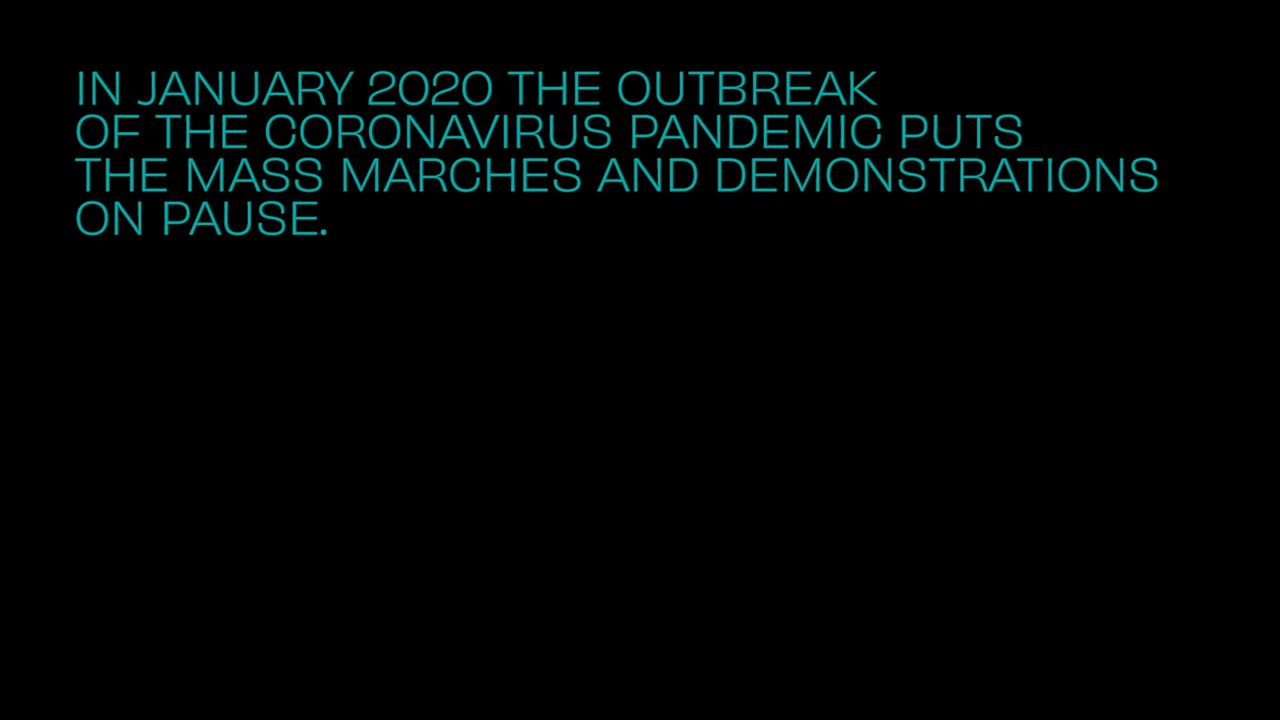 IN JANUARY 2020 THE OUTBREAK
OF THE CORONAVIRUS PANDEMIC PUTS
THE MASS MARCHES AND DEMONSTRATIONS
ON PAUSE.